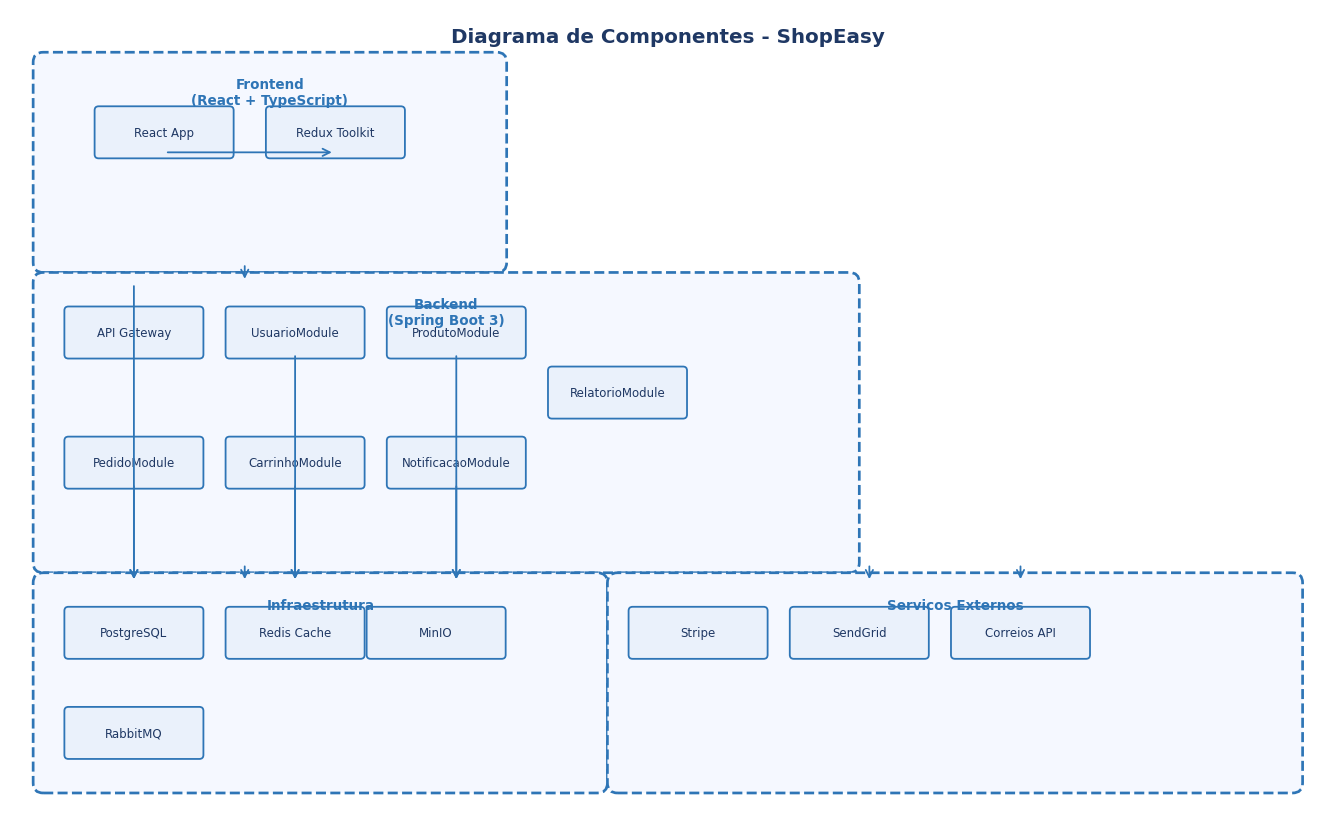 Diagrama de Componentes - ShopEasy
Frontend
(React + TypeScript)
React App
Redux Toolkit
Backend
(Spring Boot 3)
API Gateway
UsuarioModule
ProdutoModule
RelatorioModule
PedidoModule
CarrinhoModule
NotificacaoModule
Infraestrutura
PostgreSQL
Redis Cache
MinIO
RabbitMQ
Servicos Externos
Stripe
SendGrid
Correios API